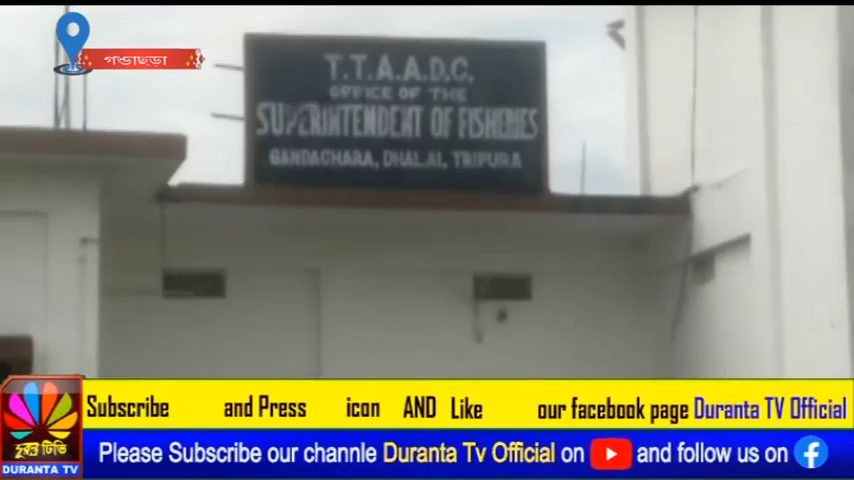 গন্ডাছড়া
T.T.A.A.D.C.
OFFICE OF THE
SUPERINTENDENT OF FISHERIES
GANDACHARA, DHALAI, TRIPURA
Subscribe and Press icon AND Like our facebook page Duranta TV Official
দুরন্ত টিভি
DURANTA TV
Please Subscribe our channle Duranta Tv Official on and follow us on